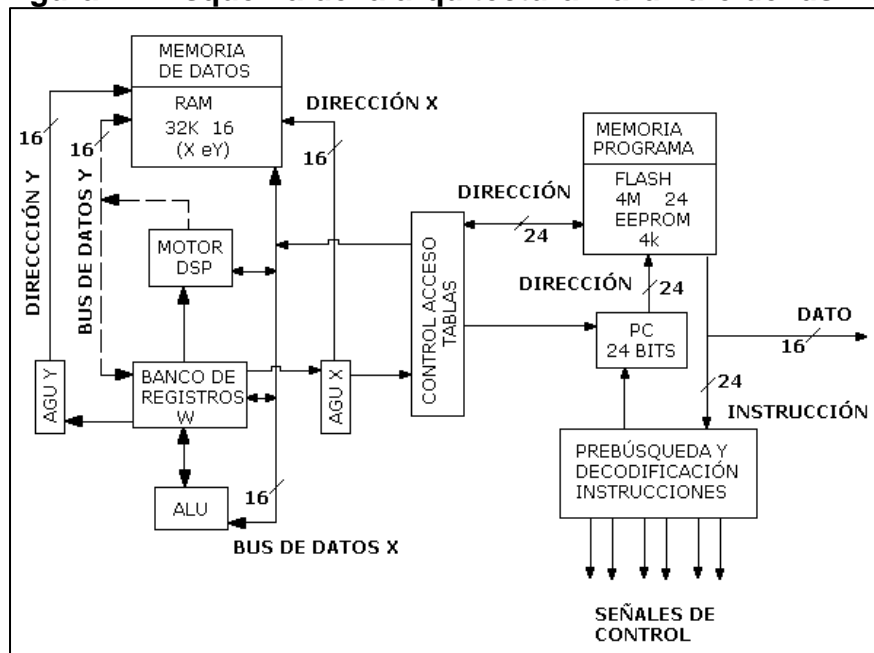 MEMORIA
DE DATOS
RAM
32K 16
(X eY)
DIRECCIÓN X
16
16
16
DIRECCCIÓN Y
BUS DE DATOS Y
MOTOR
DSP
AGU Y
BANCO DE
REGISTROS
W
AGU X
ALU
16
BUS DE DATOS X
CONTROL ACCESO
TABLAS
MEMORIA
PROGRAMA
FLASH
4M 24
EEPROM
4k
DIRECCIÓN
24
DIRECCIÓN
24
PC
24 BITS
DATO
16
24
INSTRUCCIÓN
PREBÚSQUEDA Y
DECODIFICACIÓN
INSTRUCCIONES
SEÑALES DE
CONTROL